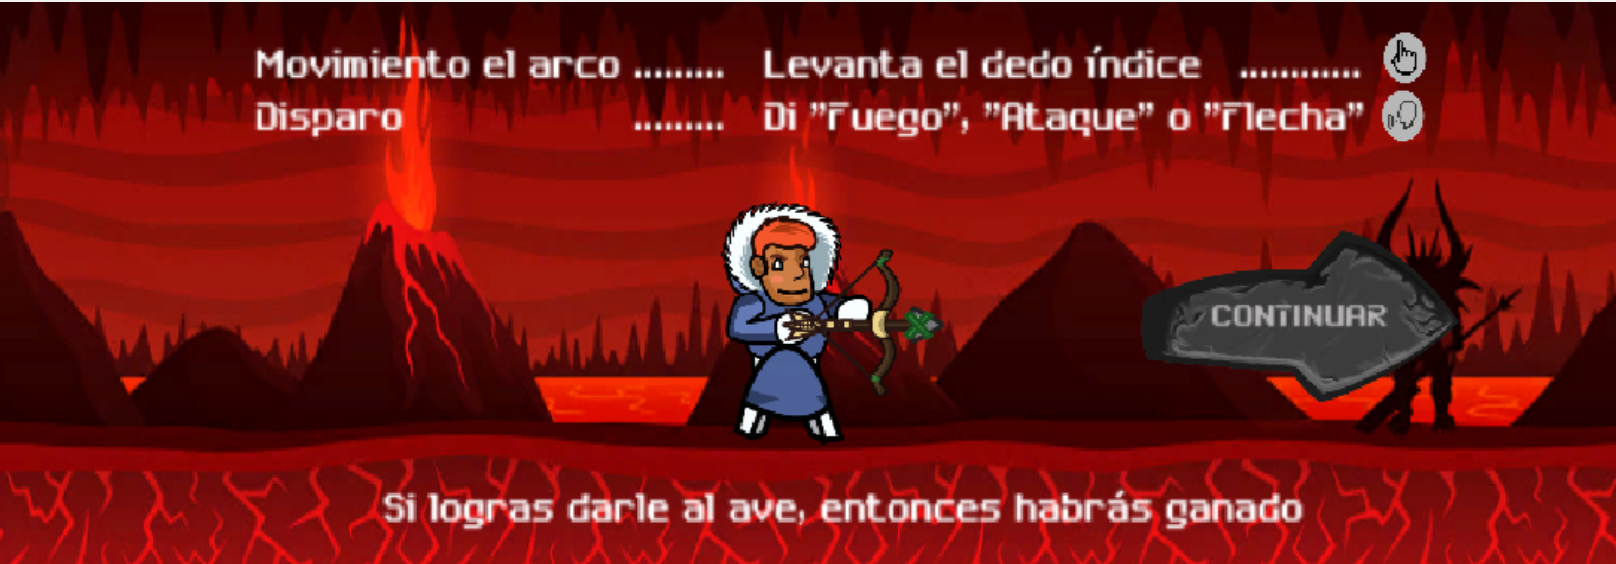 Movimiento el arco ......... Levanta el dedo índice ............
Disparo ......... Di "Fuego", "Ataque" o "Flecha"
CONTINUAR
Si logras darle al ave, entonces habrás ganado